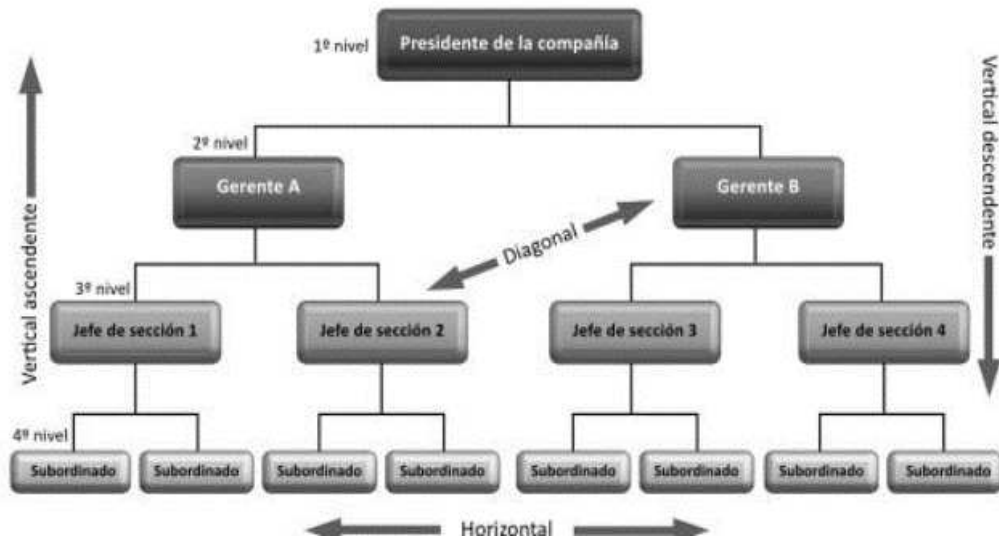 1º nivel
Presidente de la compañía
Vertical ascendente
Vertical descendente
2º nivel
Gerente A
Gerente B
Diagonal
3º nivel
Jefe de sección 1
Jefe de sección 2
Jefe de sección 3
Jefe de sección 4
4º nivel
Subordinado
Subordinado
Subordinado
Subordinado
Subordinado
Subordinado
Subordinado
Subordinado
Horizontal